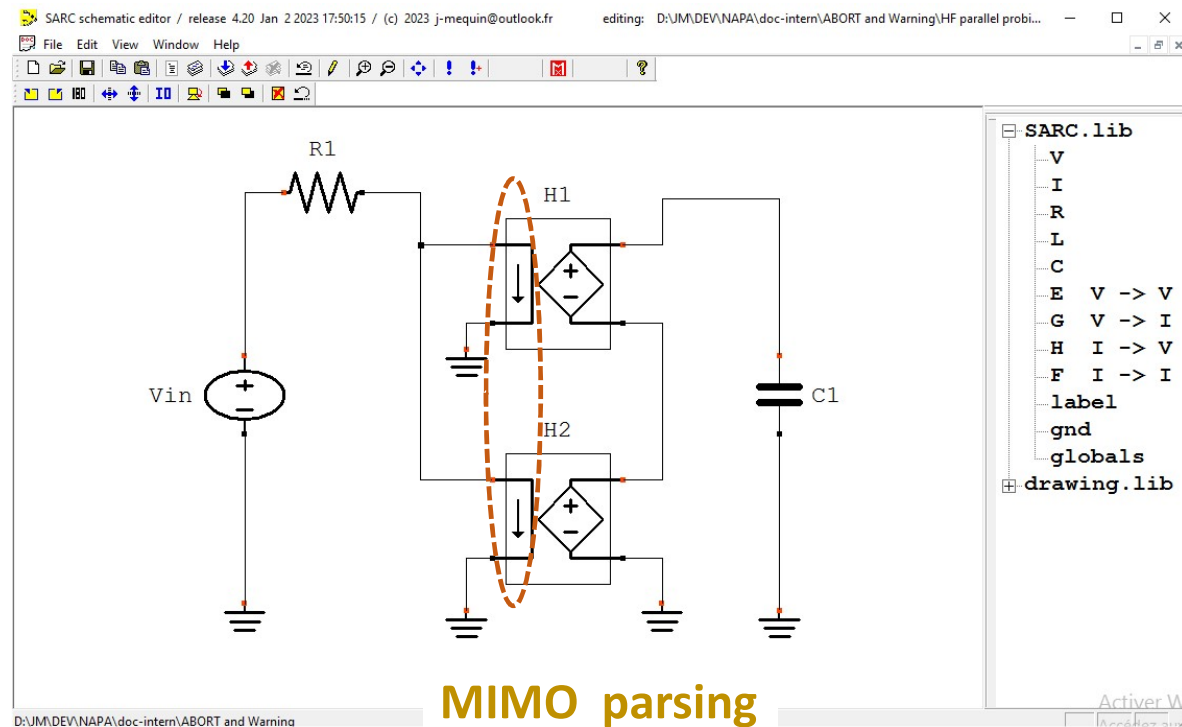 SARC schematic editor / release 4.20 Jan 2 2023 17:50:15 / (c) 2023 j-mequin@outlook.fr editing: D:\JM\DEV\NAPA\doc-intern\ABORT and Warning\HF parallel probi...
File Edit View Window Help
R1
H1
Vin
C1
H2
SARC.lib
V
I
R
L
C
E V -> V
G V -> I
H I -> V
F I -> I
label
gnd
globals
drawing.lib
MIMO parsing
Activer W
D:\JM\DEV\NAPA\doc-intern\ABORT and Warning